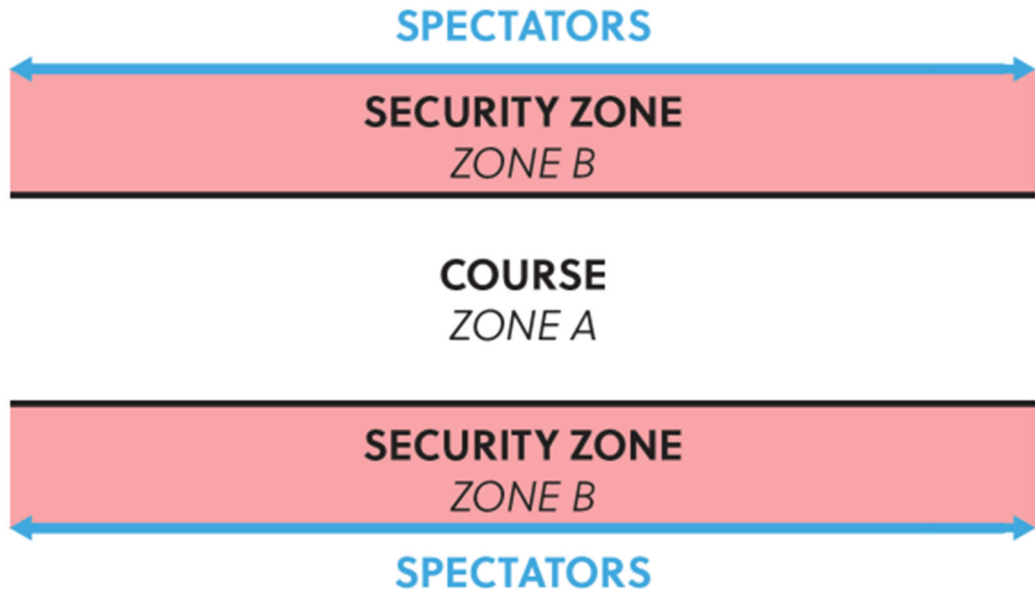 SPECTATORS
SECURITY ZONE
ZONE B
COURSE
ZONE A
SECURITY ZONE
ZONE B
SPECTATORS